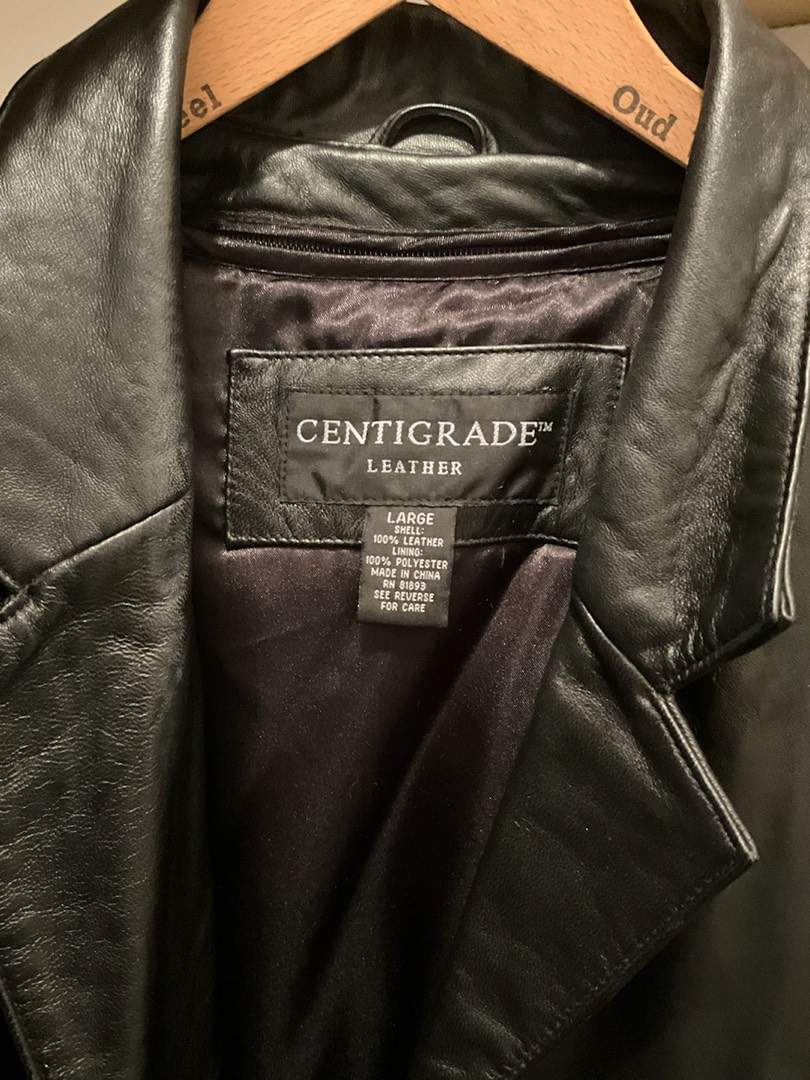 eel
Oud
CENTIGRADE™
LEATHER
LARGE
SHELL:
100% LEATHER
LINING:
100% POLYESTER
MADE IN CHINA
RN 81893
SEE REVERSE
FOR CARE